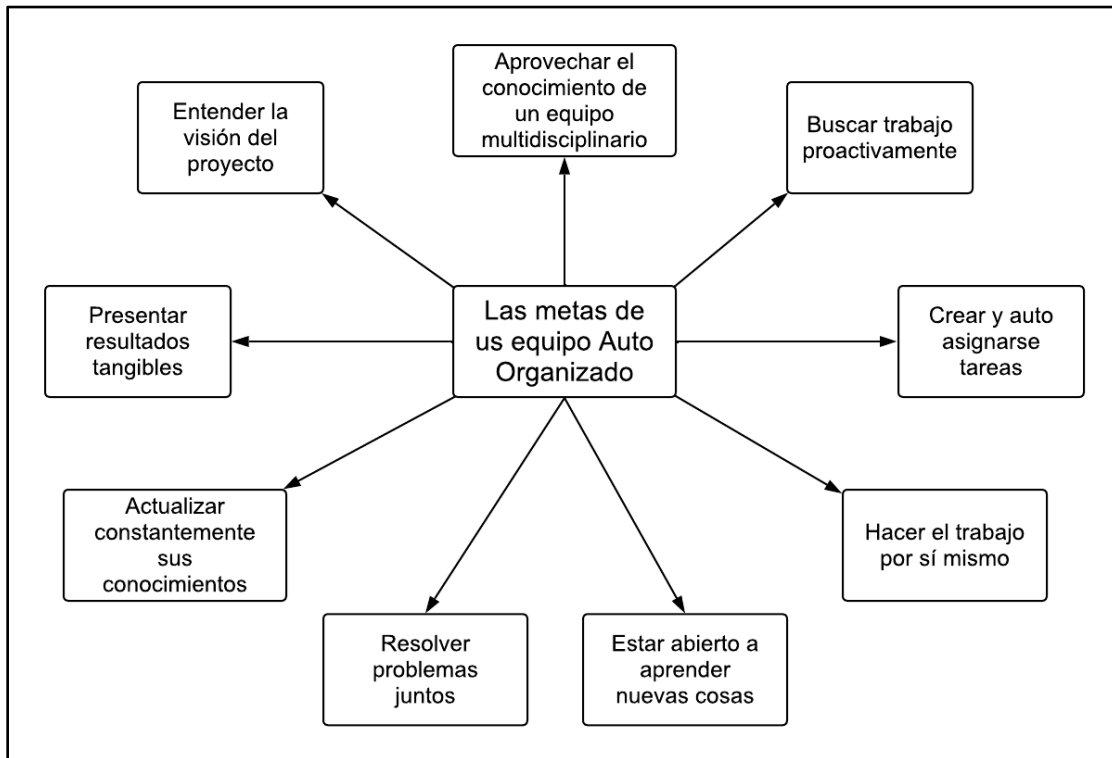 Aprovechar el
conocimiento de
un equipo
multidisciplinario
Entender la
visión del
proyecto
Buscar trabajo
proactivamente
Las metas de
us equipo Auto
Organizado
Presentar
resultados
tangibles
Crear y auto
asignarse
tareas
Actualizar
constantemente
sus
conocimientos
Hacer el trabajo
por sí mismo
Resolver
problemas
juntos
Estar abierto a
aprender
nuevas cosas